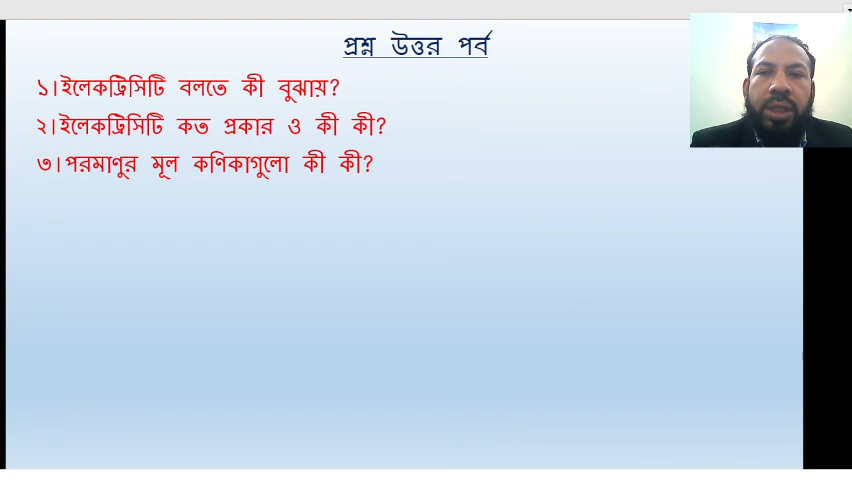 প্রশ্ন উত্তর পর্ব
১। ইলেকট্রিসিটি বলতে কী বুঝায়?
২। ইলেকট্রিসিটি কত প্রকার ও কী কী?
৩। পরমাণুর মূল কণিকাগুলো কী কী?